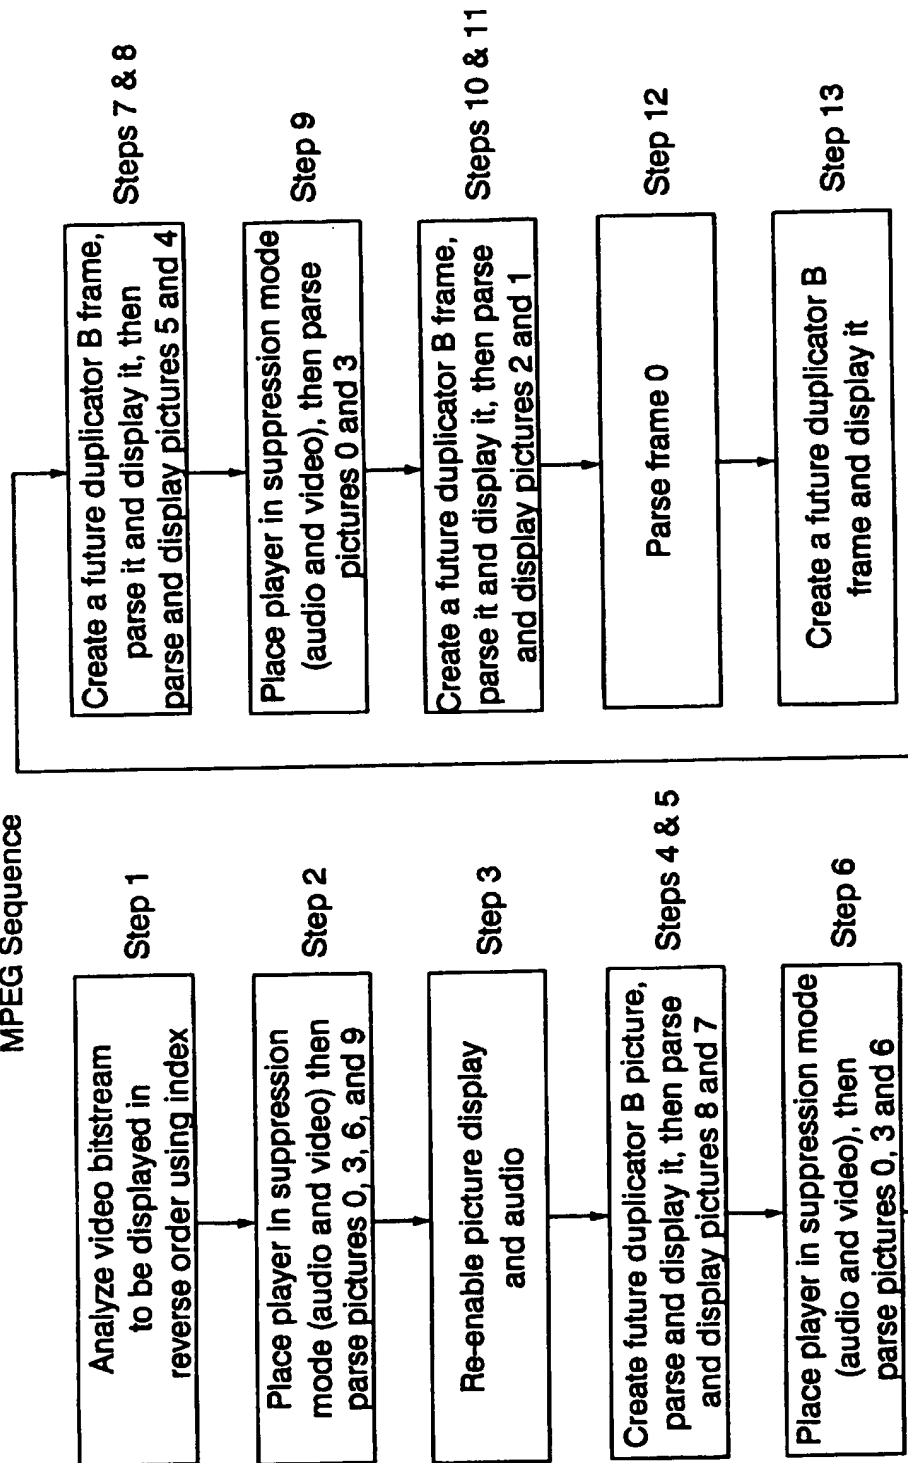 MPEG Sequence
Analyze video bitstream
to be displayed in
reverse order using index
Step 1
Place player In suppression
mode (audio and video) then
parse pictures 0, 3, 6, and 9
Step 2
Re-enable picture display
and audio
Step 3
Create future duplicator B picture,
parse and display it, then parse
and display pictures 8 and 7
Steps 4 & 5
Place player in suppression mode
(audio and video), then
parse pictures 0, 3 and 6
Step 6
Create a future duplicator B frame,
parse it and display it, then
parse and display pictures 5 and 4
Steps 7 & 8
Place player in suppression mode
(audio and video), then parse
pictures 0 and 3
Step 9
Create a future duplicator B frame,
parse it and display it, then parse
and display pictures 2 and 1
Steps 10 & 11
Parse frame 0
Step 12
Create a future duplicator B
frame and display it
Step 13